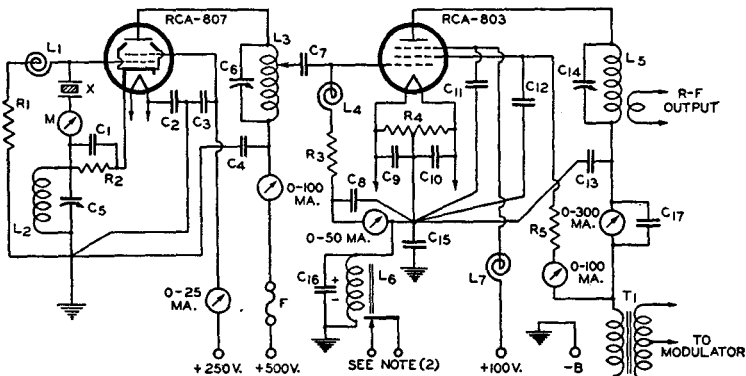 RCA-807
RCA-803
L1
L3
C7
L5
X
C6
C11
C12
C14
R-F OUTPUT
R1
M
C1
C2
C3
L4
R4
R2
C4
R3
C9
C10
C13
L2
C5
0-100 MA.
C8
0-50 MA.
C15
R5
0-300 MA.
C17
0-25 MA.
F
C16
+
-
L6
L7
0-100 MA.
T1
TO MODULATOR
+250V.
+500V.
SEE NOTE (2)
+100V.
-B